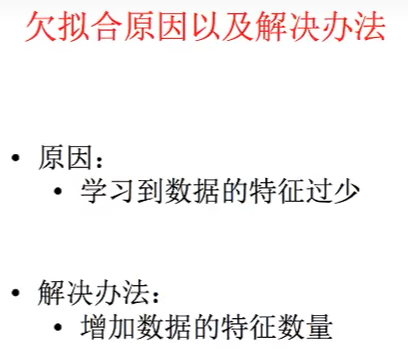 欠拟合原因以及解决办法
• 原因：
• 学习到数据的特征过少
• 解决办法：
• 增加数据的特征数量